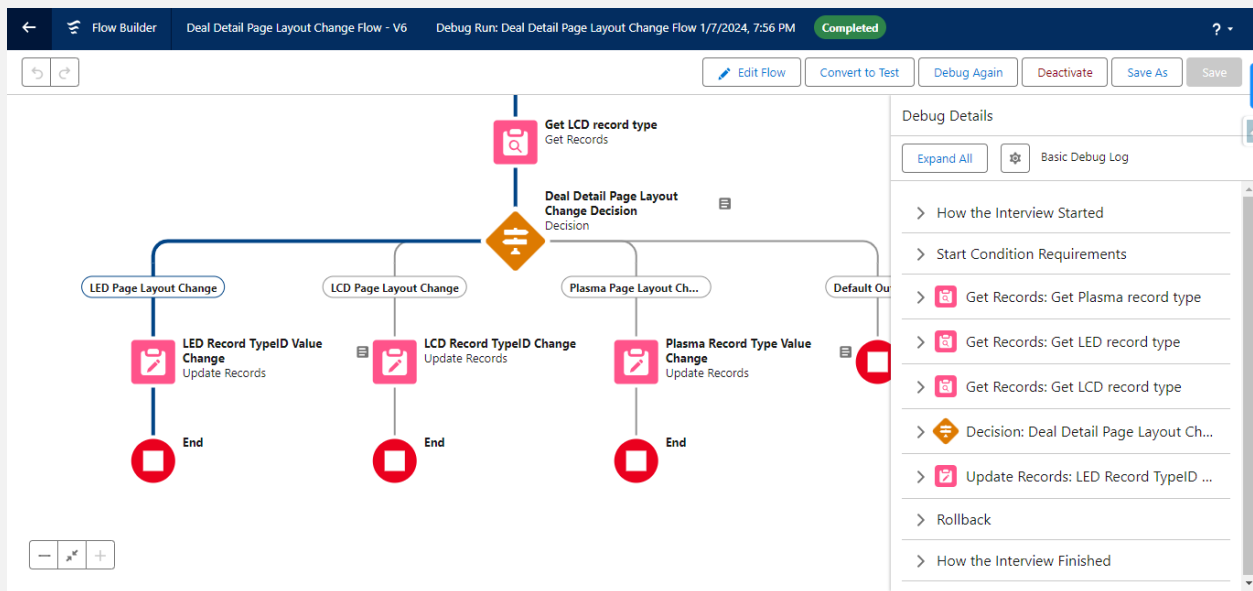 Flow Builder
Deal Detail Page Layout Change Flow - V6
Debug Run: Deal Detail Page Layout Change Flow 1/7/2024, 7:56 PM
Completed
?
Edit Flow
Convert to Test
Debug Again
Deactivate
Save As
Save
Get LCD record type
Get Records
Deal Detail Page Layout
Change Decision
Decision
LED Page Layout Change
LCD Page Layout Change
Plasma Page Layout Ch...
Default Ou
LED Record TypeID Value
Change
Update Records
LCD Record TypeID Change
Update Records
Plasma Record Type Value
Change
Update Records
End
End
End
Debug Details
Expand All
Basic Debug Log
How the Interview Started
Start Condition Requirements
Get Records: Get Plasma record type
Get Records: Get LED record type
Get Records: Get LCD record type
Decision: Deal Detail Page Layout Ch...
Update Records: LED Record TypeID ...
Rollback
How the Interview Finished